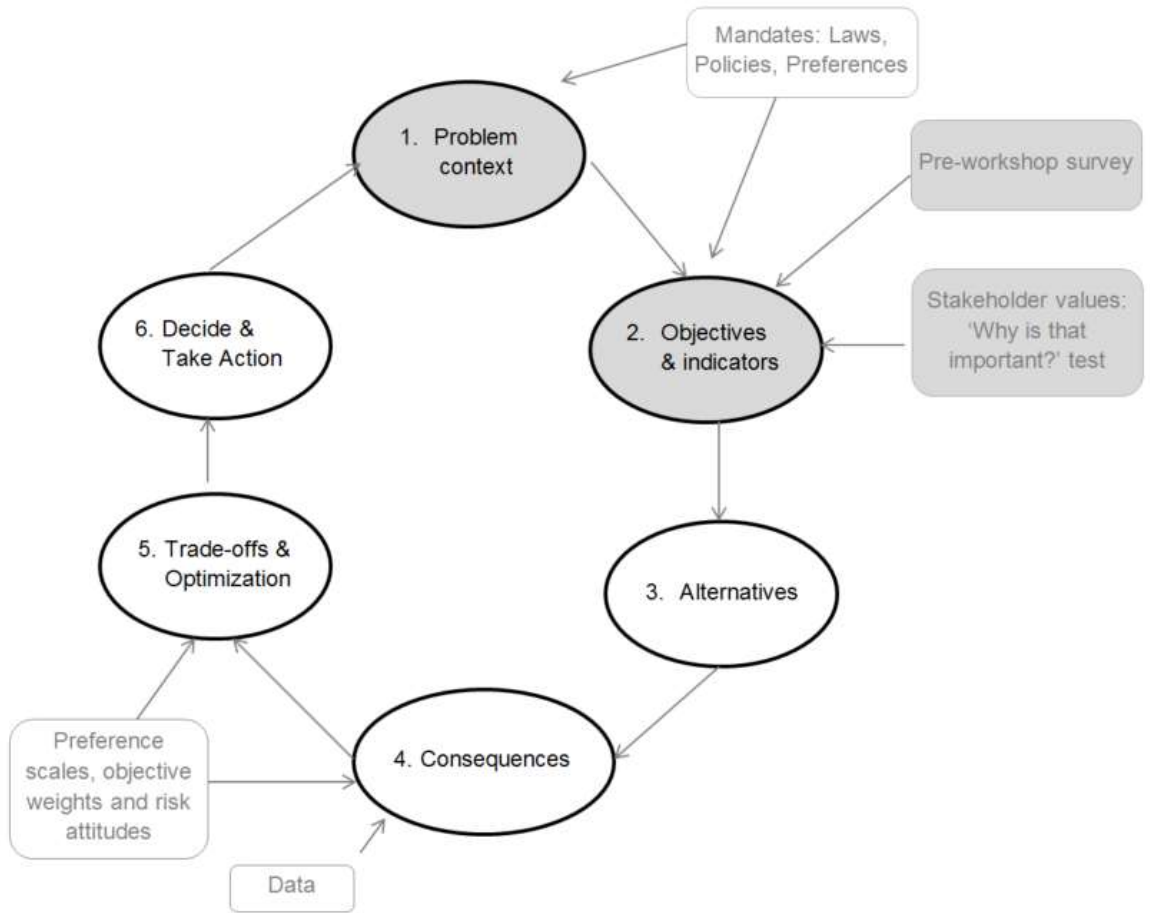 Mandates: Laws,
Policies, Preferences
1. Problem
context
Pre-workshop survey
Stakeholder values:
‘Why is that
important?’ test
2. Objectives
& indicators
6. Decide &
Take Action
5. Trade-offs &
Optimization
3. Alternatives
4. Consequences
Preference
scales, objective
weights and risk
attitudes
Data